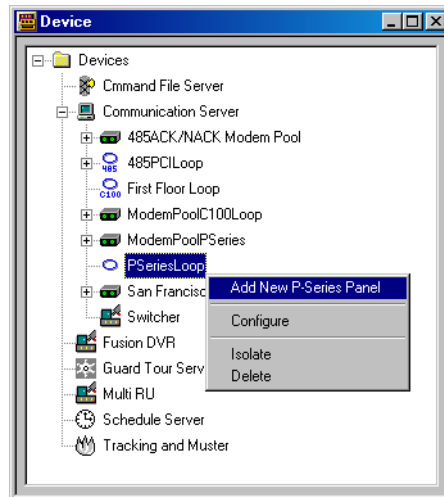 Device
Devices
Cmmand File Server
Communication Server
485ACK/NACK Modem Pool
485
485PCILoop
C100
First Floor Loop
ModemPoolC100Loop
ModemPoolPSeries
PSeriesLoop
Add New P-Series Panel
San Francisc
Configure
Switcher
Isolate
Fusion DVR
Delete
Guard Tour Serv
Multi RU
Schedule Server
Tracking and Muster